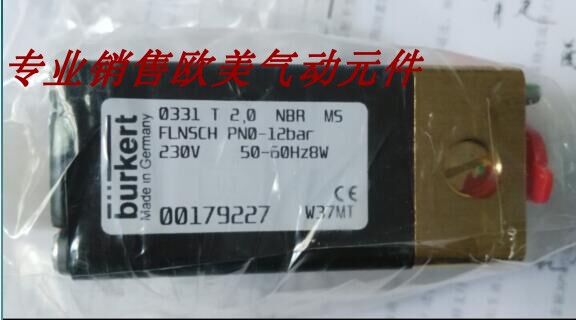 专业销售欧美气动元件
burkert
Made in Germany
0331 T 2,0 NBR MS
FLNSCH PN0-12bar
230V 50-60Hz8W
CE
00179227 W37MT